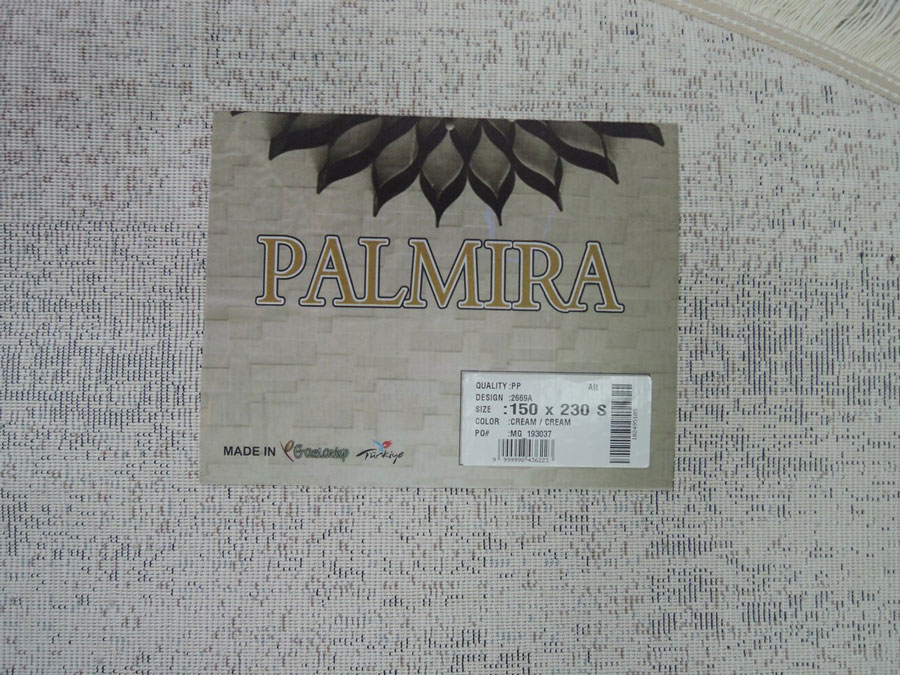 PALMIRA
QUALITY :PP Alt
DESIGN :2669A
SIZE :150 x 230 S
COLOR :CREAM / CREAM
PO# :MG 193037
MADE IN Gaziantep Türkiye